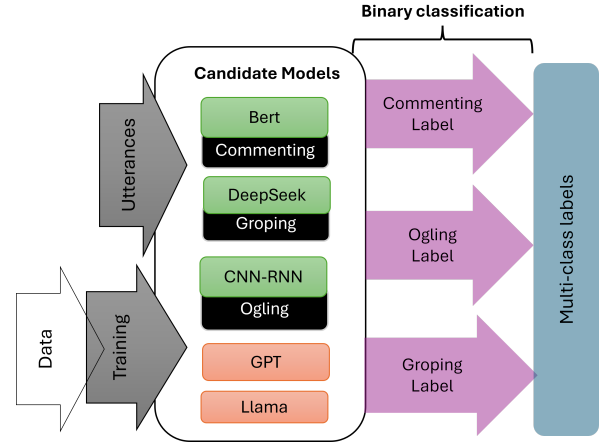 Binary classification
Candidate Models
Utterances
Bert
Commenting
DeepSeek
Groping
CNN-RNN
Ogling
GPT
Llama
Data
Training
Commenting
Label
Ogling
Label
Groping
Label
Multi-class labels